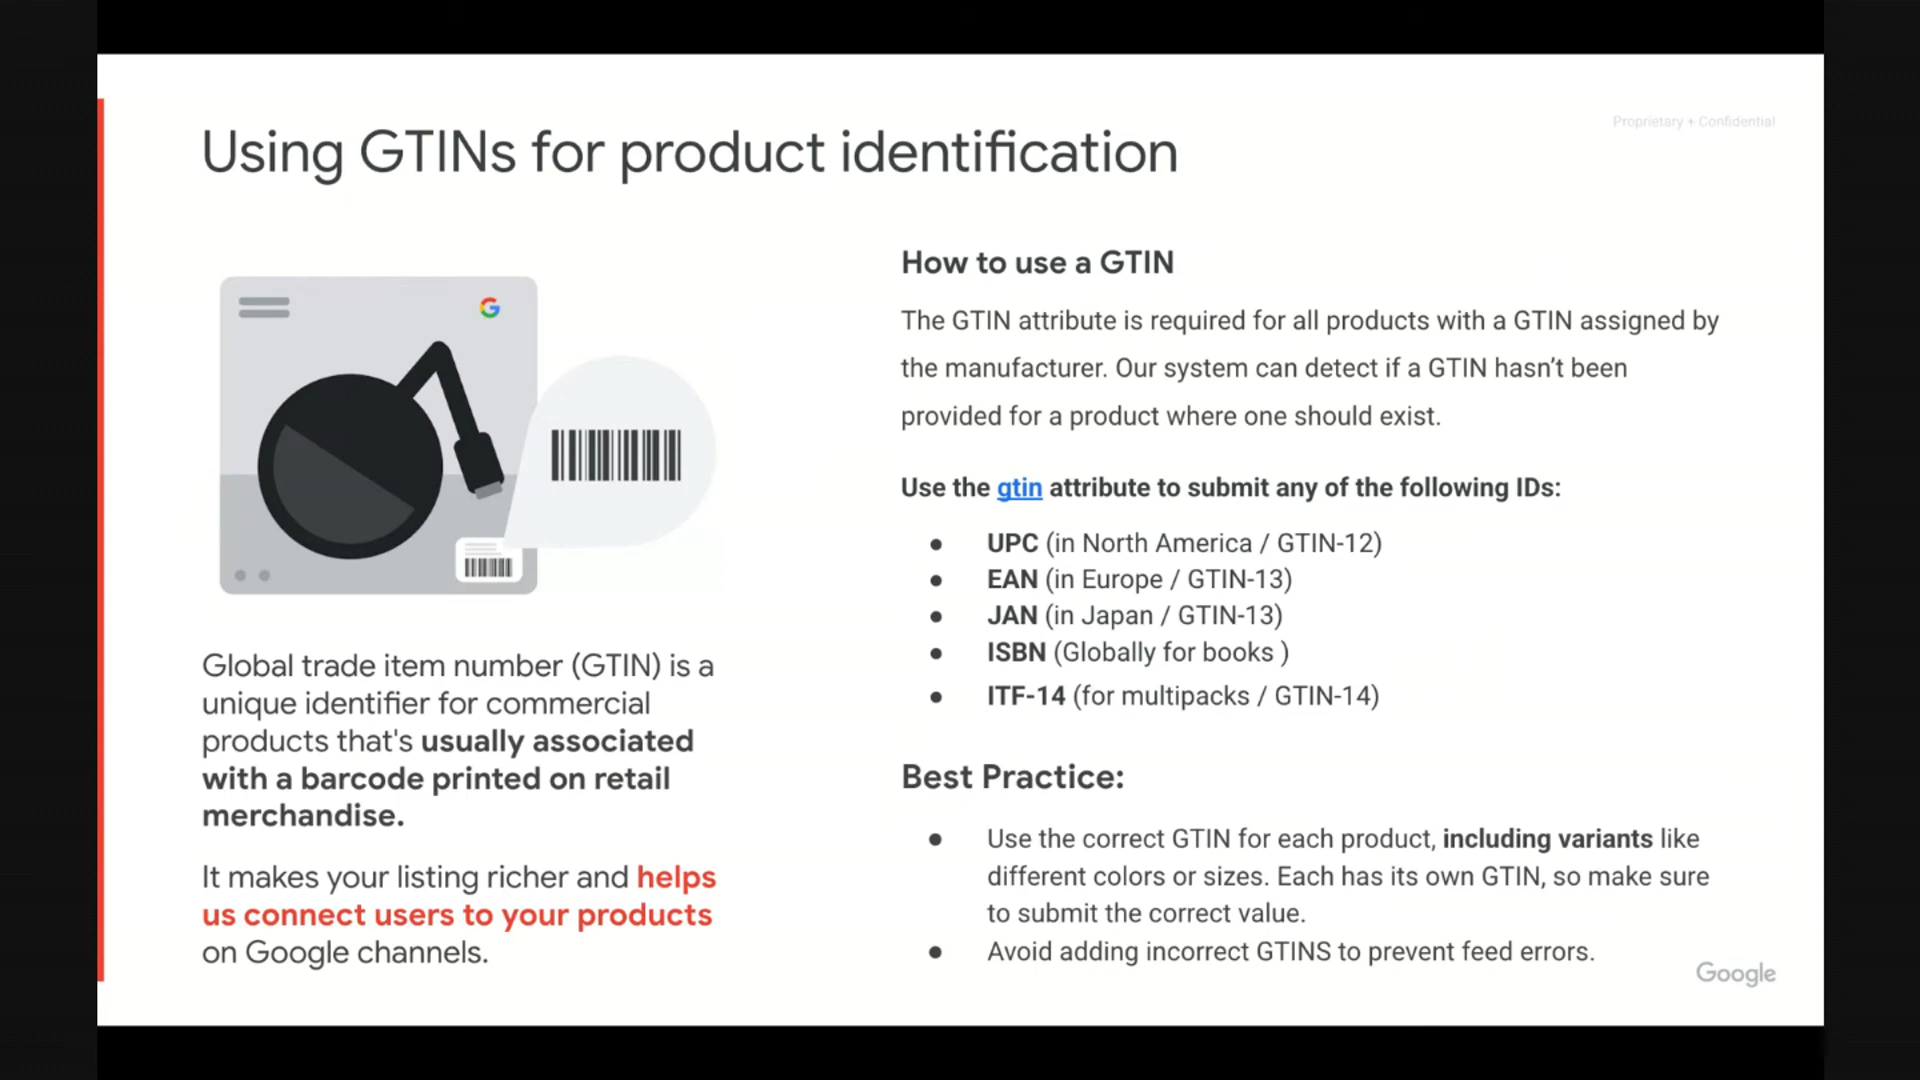 Proprietary + Confidential
Using GTINs for product identification
Global trade item number (GTIN) is a
unique identifier for commercial
products that's usually associated
with a barcode printed on retail
merchandise.
It makes your listing richer and helps
us connect users to your products
on Google channels.
How to use a GTIN
The GTIN attribute is required for all products with a GTIN assigned by
the manufacturer. Our system can detect if a GTIN hasn’t been
provided for a product where one should exist.
Use the gtin attribute to submit any of the following IDs:
● UPC (in North America / GTIN-12)
● EAN (in Europe / GTIN-13)
● JAN (in Japan / GTIN-13)
● ISBN (Globally for books )
● ITF-14 (for multipacks / GTIN-14)
Best Practice:
● Use the correct GTIN for each product, including variants like
different colors or sizes. Each has its own GTIN, so make sure
to submit the correct value.
● Avoid adding incorrect GTINS to prevent feed errors.
Google